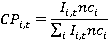 CP_{i,t} = \frac{I_{i,t}nc_i}{\sum_i I_{i,t}nc_i}